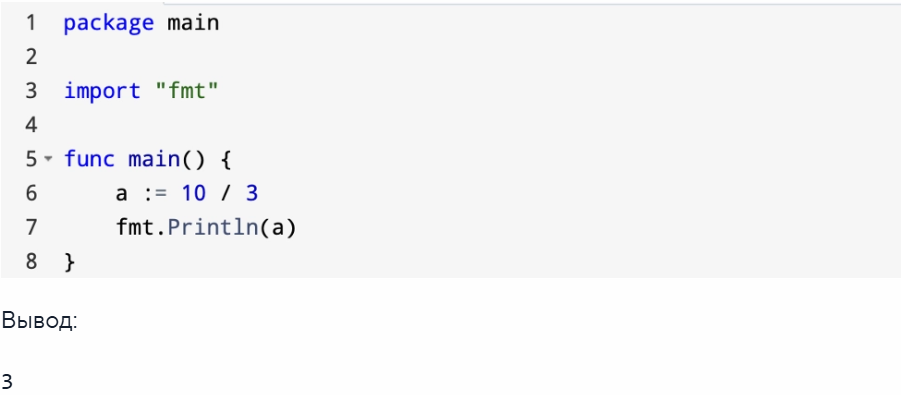 1 package main
2
3 import "fmt"
4
5 func main() {
6     a := 10 / 3
7     fmt.Println(a)
8 }
Вывод:
3